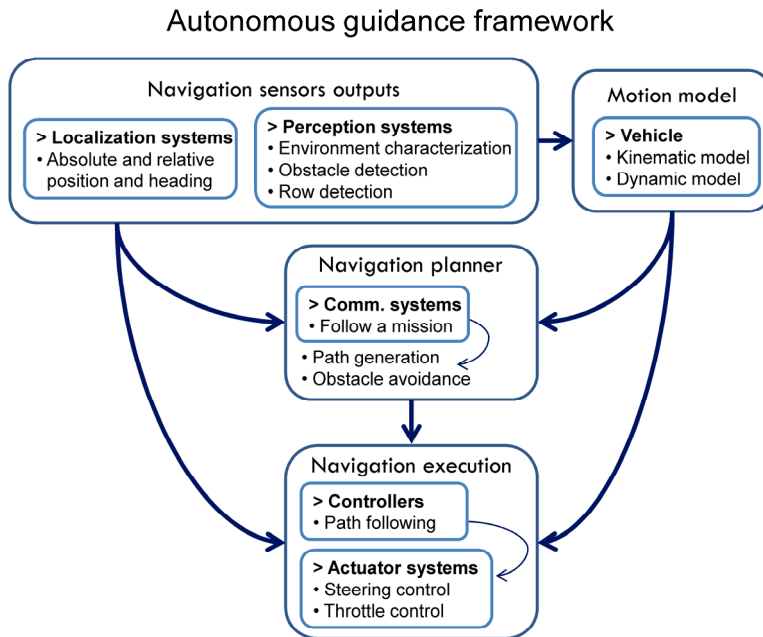 Autonomous guidance framework
Navigation sensors outputs
> Localization systems
• Absolute and relative
position and heading
> Perception systems
• Environment characterization
• Obstacle detection
• Row detection
Motion model
> Vehicle
• Kinematic model
• Dynamic model
Navigation planner
> Comm. systems
• Follow a mission
• Path generation
• Obstacle avoidance
Navigation execution
> Controllers
• Path following
> Actuator systems
• Steering control
• Throttle control